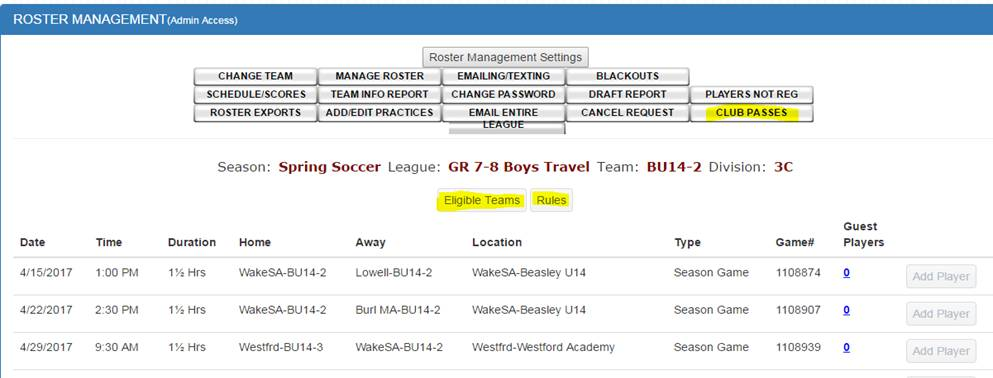 ROSTER MANAGEMENT(Admin Access)
Roster Management Settings
CHANGE TEAM MANAGE ROSTER EMAILING/TEXTING BLACKOUTS
SCHEDULE/SCORES TEAM INFO REPORT CHANGE PASSWORD DRAFT REPORT PLAYERS NOT REG
ROSTER EXPORTS ADD/EDIT PRACTICES EMAIL ENTIRE LEAGUE CANCEL REQUEST CLUB PASSES
Season: Spring Soccer League: GR 7-8 Boys Travel Team: BU14-2 Division: 3C
Eligible Teams Rules
Date Time Duration Home Away Location Type Game# Guest Players
4/15/2017 1:00 PM 1½ Hrs WakeSA-BU14-2 Lowell-BU14-2 WakeSA-Beasley U14 Season Game 1108874 0 Add Player
4/22/2017 2:30 PM 1½ Hrs WakeSA-BU14-2 Burl MA-BU14-2 WakeSA-Beasley U14 Season Game 1108907 0 Add Player
4/29/2017 9:30 AM 1½ Hrs Westfrd-BU14-3 WakeSA-BU14-2 Westfrd-Westford Academy Season Game 1108939 0 Add Player